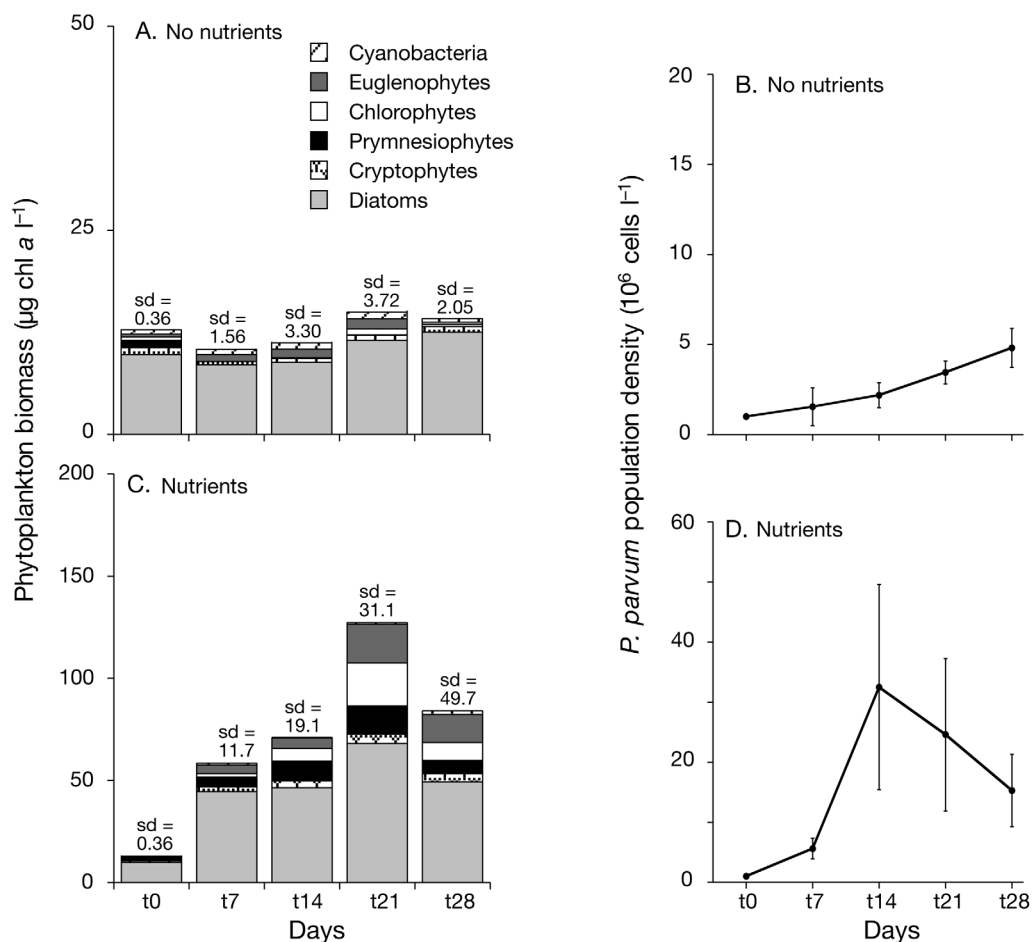 Phytoplankton biomass (µg chl a l–1)
A. No nutrients
Cyanobacteria
Euglenophytes
Chlorophytes
Prymnesiophytes
Cryptophytes
Diatoms
50
25
0
sd =
0.36
sd =
1.56
sd =
3.30
sd =
3.72
sd =
2.05
C. Nutrients
200
150
100
50
0
sd =
0.36
sd =
11.7
sd =
19.1
sd =
31.1
sd =
49.7
t0 t7 t14 t21 t28
Days
P. parvum population density (10⁶ cells l–1)
B. No nutrients
20
15
10
5
0
D. Nutrients
60
40
20
0
t0 t7 t14 t21 t28
Days